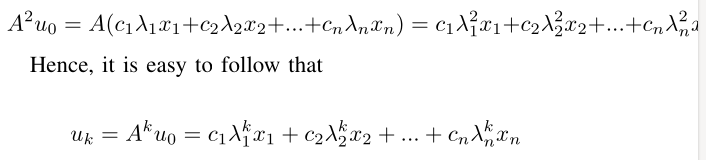 A²u₀ = A(c₁λ₁x₁+c₂λ₂x₂+...+cₙλₙxₙ) = c₁λ₁²x₁+c₂λ₂²x₂+...+cₙλₙ²
Hence, it is easy to follow that
uₖ = Aᵏu₀ = c₁λ₁ᵏx₁ + c₂λ₂ᵏx₂ + ... + cₙλₙᵏxₙ